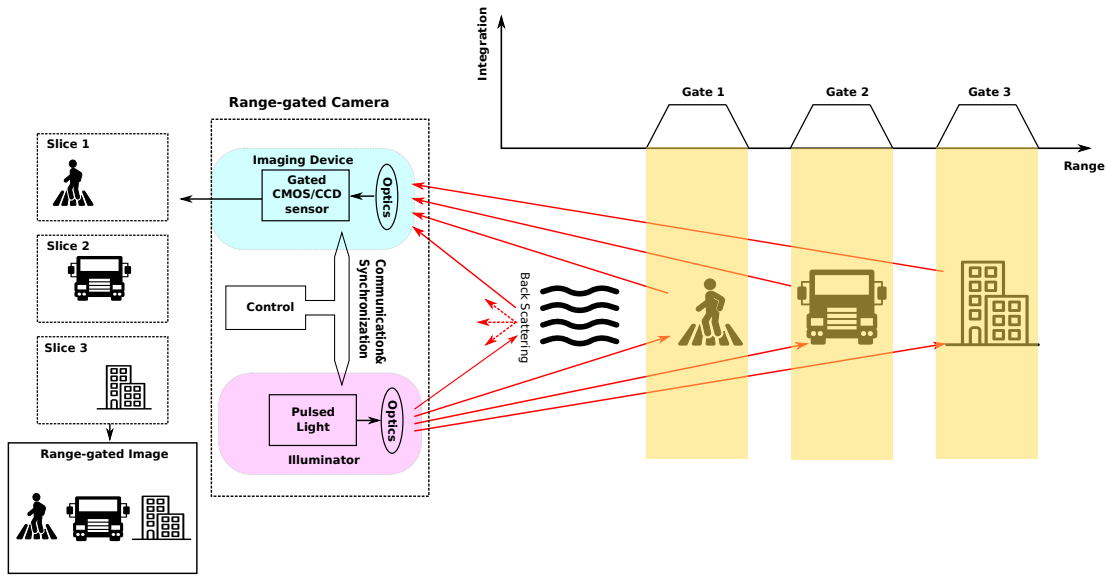 Integration
Gate 1
Gate 2
Gate 3
Range
Range-gated Camera
Slice 1
Imaging Device
Gated
CMOS/CCD
sensor
Optics
Slice 2
Control
Communication&
Synchronization
Back Scattering
Slice 3
Pulsed
Light
Optics
Illuminator
Range-gated Image